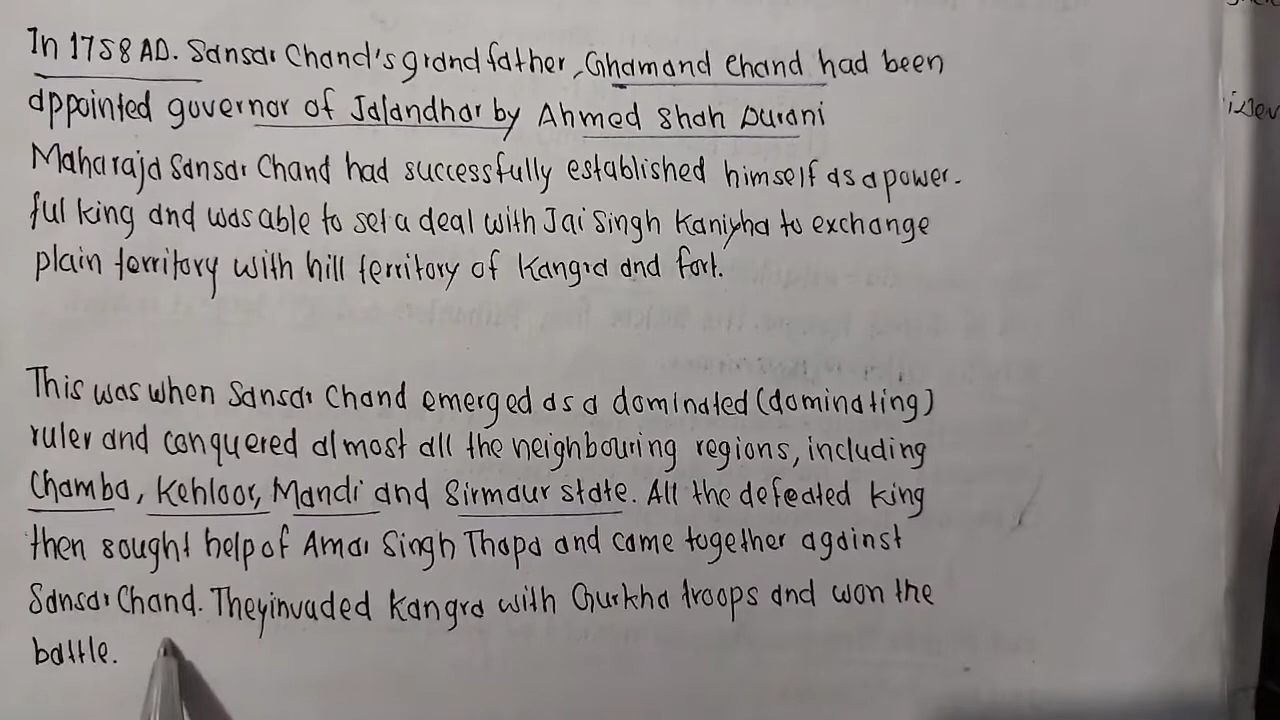 In 1758 AD. Sansar Chand's grandfather, Ghamand Chand had been
appointed governor of Jalandhar by Ahmed Shah Durani
Maharaja Sansar Chand had successfully established himself as a power-
ful king and was able to set a deal with Jai Singh Kaniyha to exchange
plain territory with hill territory of Kangra and fort.
This was when Sansar Chand emerged as a dominated (dominating)
ruler and conquered almost all the neighbouring regions, including
Chamba, Kehloor, Mandi and Sirmaur state. All the defeated king
then sought help of Amar Singh Thapa and came together against
Sansar Chand. They invaded Kangra with Gurkha troops and won the
battle.